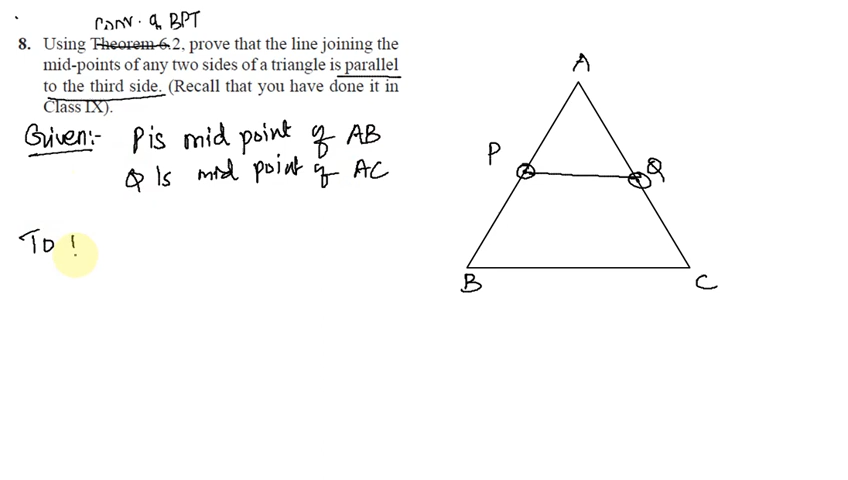 conv. of BPT
8. Using Theorem 6.2, prove that the line joining the
mid-points of any two sides of a triangle is parallel
to the third side. (Recall that you have done it in
Class IX).
Given:- P is mid point of AB
Q is mid point of AC
To
A
P
Q
B
C